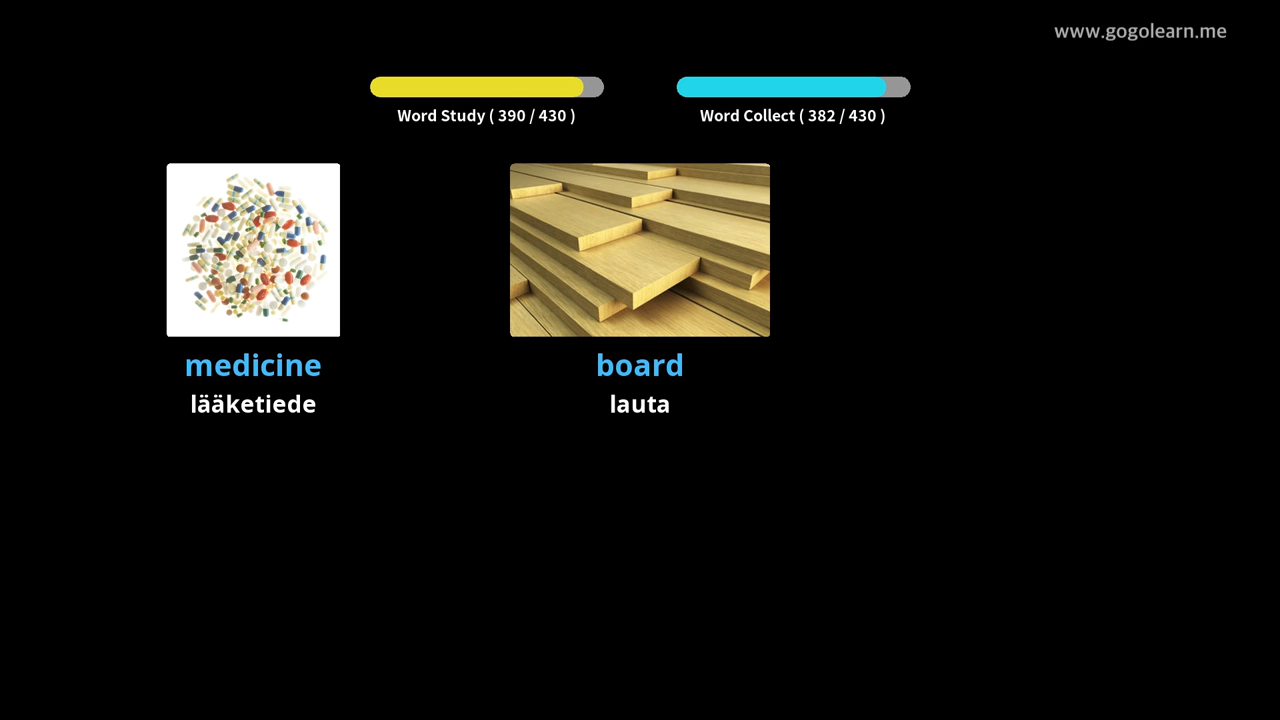 www.gogolearn.me
Word Study ( 390 / 430 )
Word Collect ( 382 / 430 )
medicine
lääketiede
board
lauta